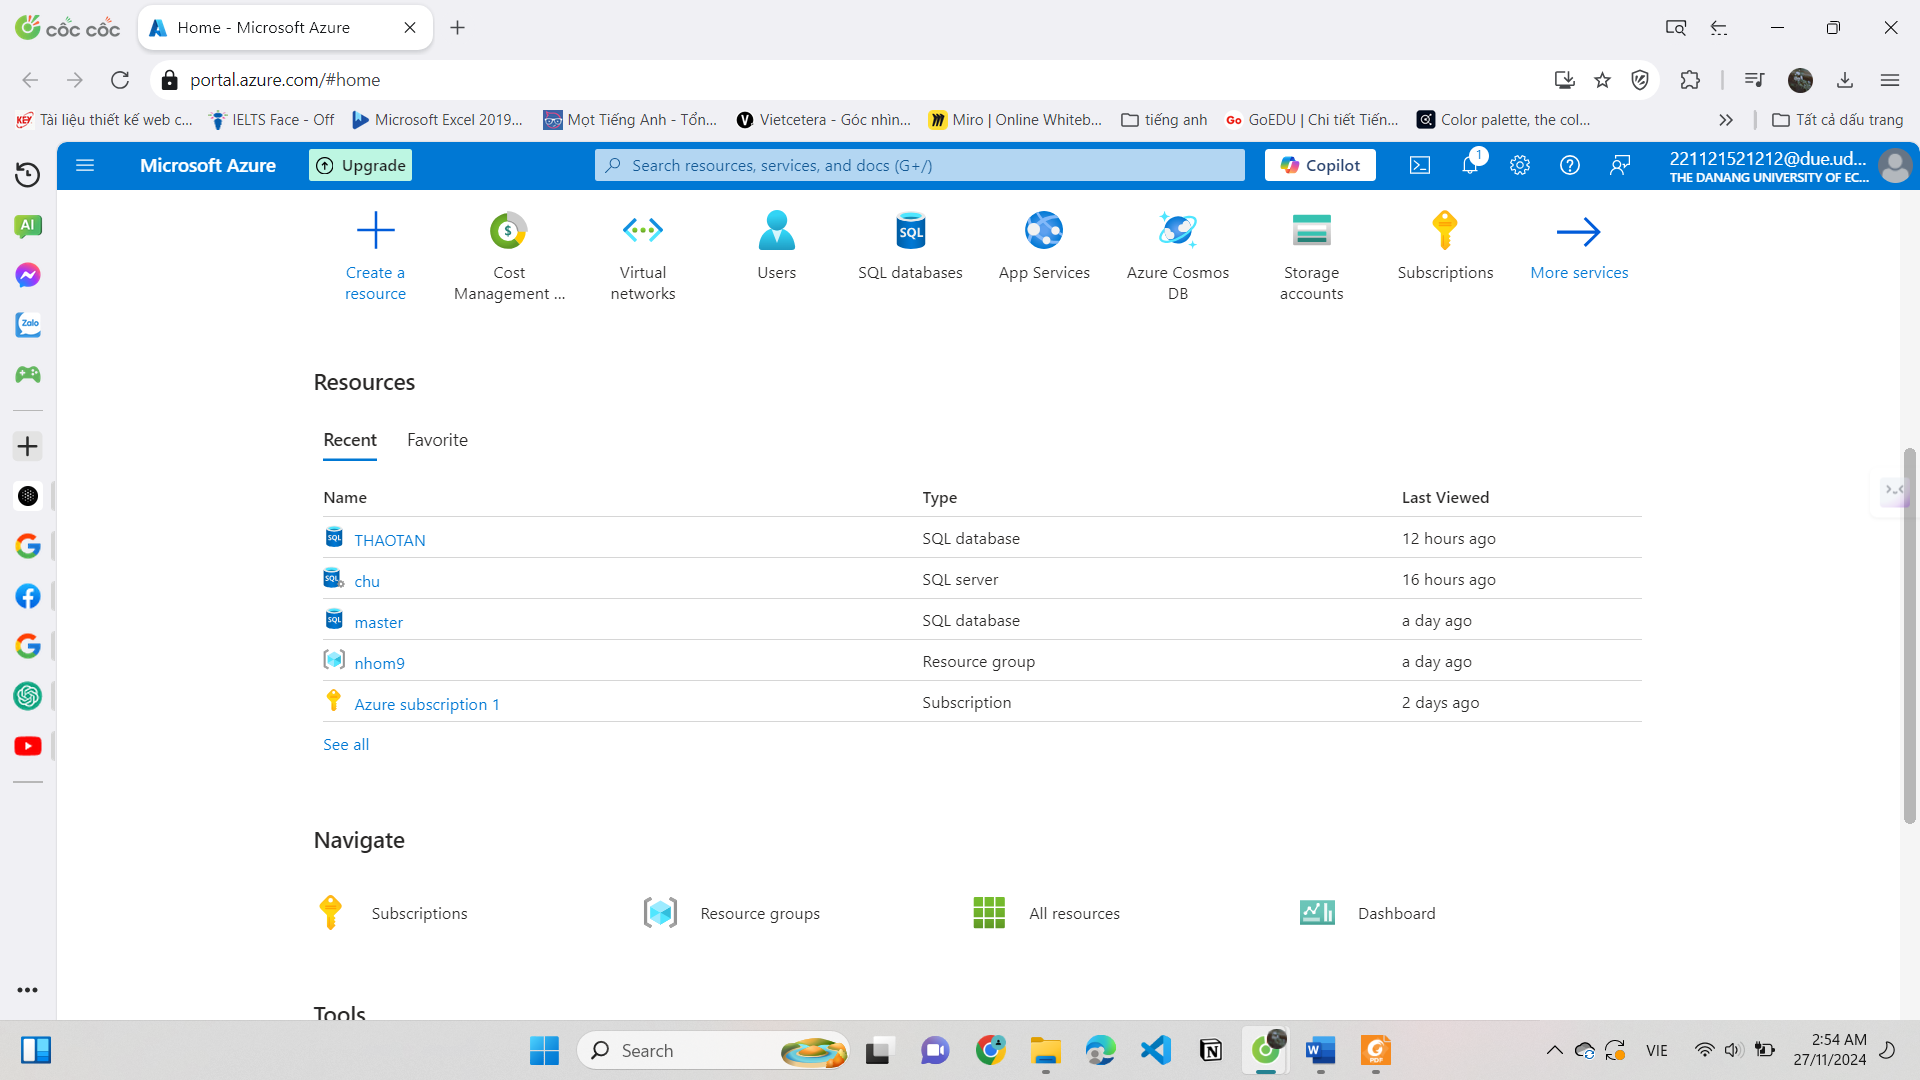 cốc cốc
Home - Microsoft Azure
portal.azure.com/#home
Tài liệu thiết kế web c...
IELTS Face - Off
Microsoft Excel 2019...
Mọt Tiếng Anh - Tổn...
Vietcetera - Góc nhìn...
Miro | Online Whiteb...
tiếng anh
GoEDU | Chi tiết Tiến...
Color palette, the col...
Tất cả dấu trang
Microsoft Azure
Upgrade
Search resources, services, and docs (G+/)
Copilot
1
221121521212@due.ud...
THE DANANG UNIVERSITY OF EC...
AI
Zalo
Create a
resource
Cost
Management ...
Virtual
networks
Users
SQL databases
App Services
Azure Cosmos
DB
Storage
accounts
Subscriptions
More services
Resources
Recent
Favorite
Name Type Last Viewed
THAOTAN SQL database 12 hours ago
chu SQL server 16 hours ago
master SQL database a day ago
nhom9 Resource group a day ago
Azure subscription 1 Subscription 2 days ago
See all
Navigate
Subscriptions
Resource groups
All resources
Dashboard
Tools
Search
VIE
2:54 AM
27/11/2024